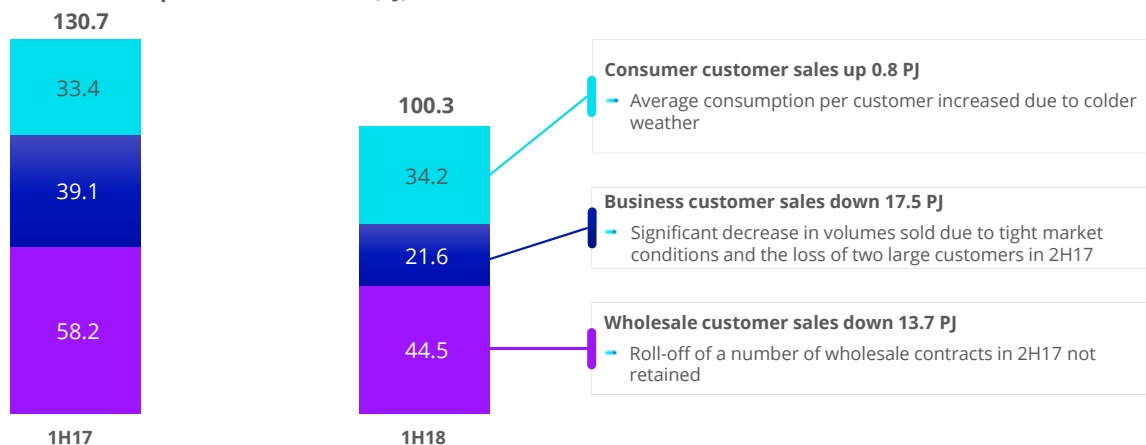 130.7
33.4
39.1
58.2
1H17
100.3
34.2
21.6
44.5
1H18
Consumer customer sales up 0.8 PJ
Average consumption per customer increased due to colder
weather
Business customer sales down 17.5 PJ
Significant decrease in volumes sold due to tight market
conditions and the loss of two large customers in 2H17
Wholesale customer sales down 13.7 PJ
Roll-off of a number of wholesale contracts in 2H17 not
retained